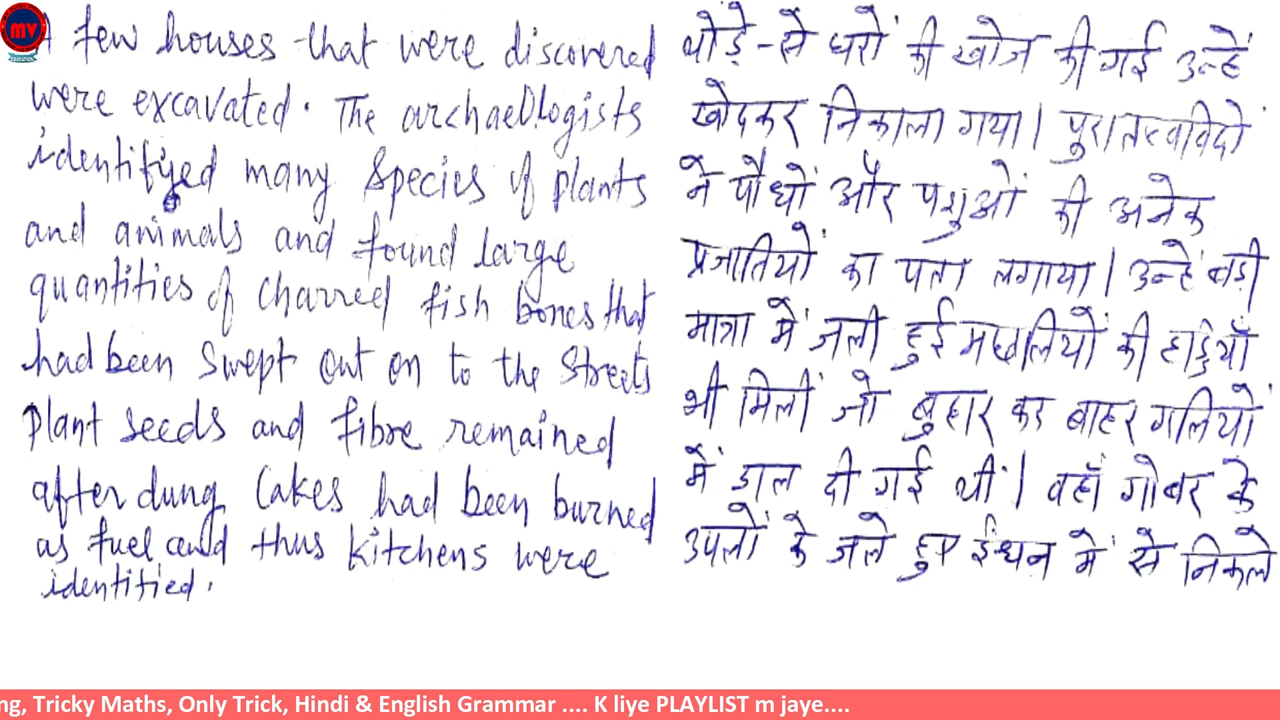 mv
EDUCATION
A few houses that were discovered
were excavated. The archaeologists
identifyed many species of plants
and animals and found large
quantities of charred fish bones that
had been swept out on to the streets
plant seeds and fibre remained
after dung cakes had been burned
as fuel and thus kitchens were
identified.
थोड़े-से घरों की खोज की गई उन्हें
खोदकर निकाला गया। पुरातत्वविदों
ने पौधों और पशुओं की अनेक
प्रजातियों का पता लगाया। उन्हें बड़ी
मात्रा में जली हुई मछलियों की हड्डियाँ
भी मिलीं जो बुहार कर बाहर गलियों
में डाल दी गई थीं। वहाँ गोबर के
उपलों के जले हुए ईन्धन में से निकले
ng, Tricky Maths, Only Trick, Hindi & English Grammar .... K liye PLAYLIST m jaye....